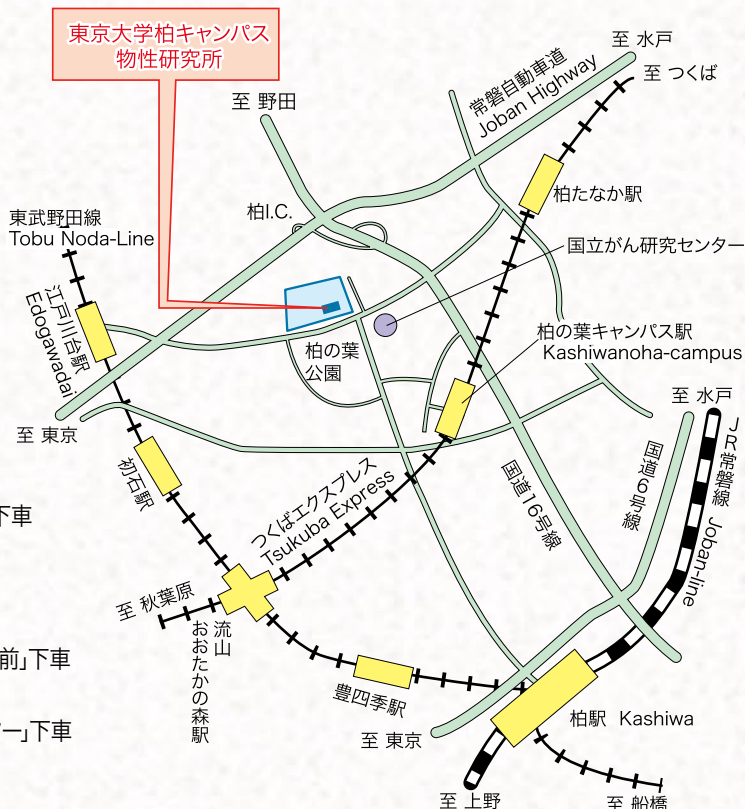 東京大学柏キャンパス
物性研究所
至 水戸
至 つくば
常磐自動車道
Joban Highway
至 野田
柏たなか駅
柏I.C.
東武野田線
Tobu Noda-Line
国立がん研究センター
江戸川台駅
Edogawadai
柏の葉
公園
柏の葉キャンパス駅
Kashiwanoha-campus
至 水戸
至 東京
初石駅
国道6号線
JR常磐線 Joban-line
国道16号線
つくばエクスプレス
Tsukuba Express
下車
至 秋葉原
流山
おおたかの森駅
前」下車
豊四季駅
柏駅 Kashiwa
ー」下車
至 東京
至 上野
至 船橋